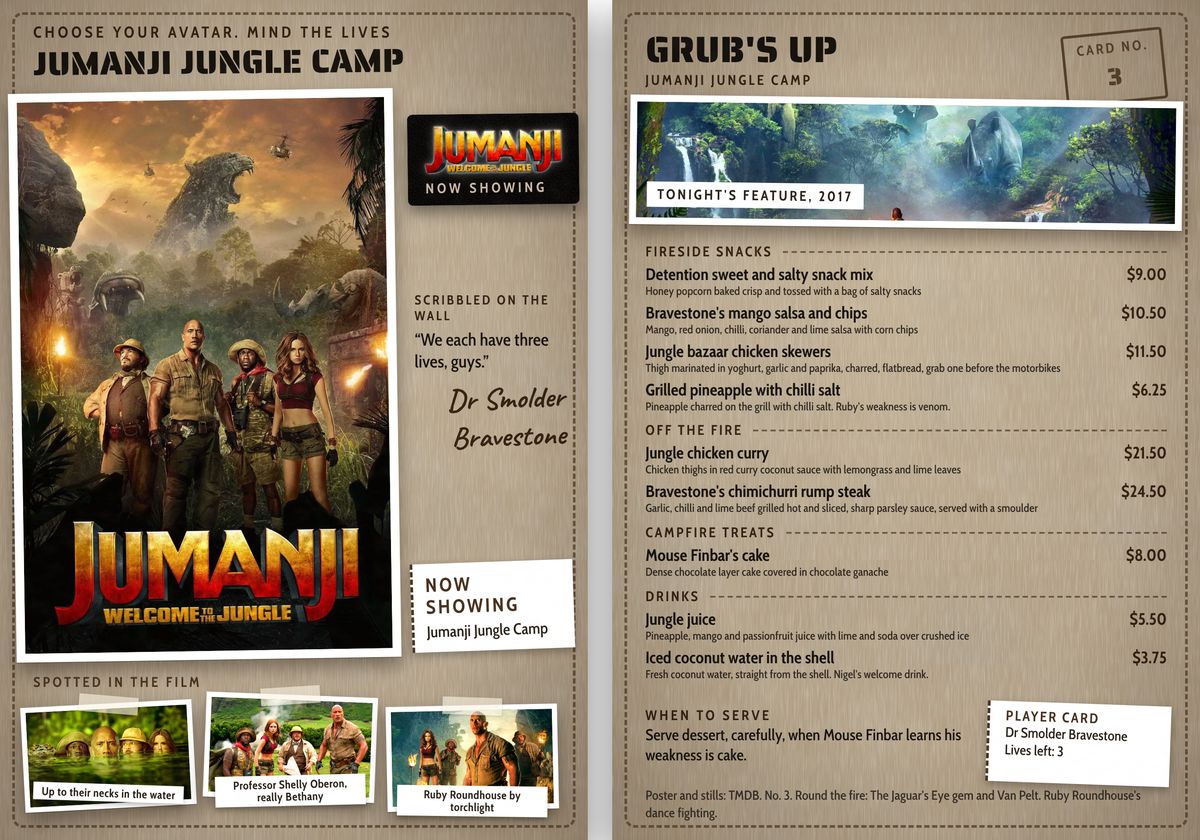 CHOOSE YOUR AVATAR. MIND THE LIVES
JUMANJI JUNGLE CAMP
JUMANJI
WELCOME TO THE JUNGLE
JUMANJI
WELCOME TO THE JUNGLE
NOW SHOWING
SCRIBBLED ON THE
WALL
“We each have three
lives, guys.”
Dr Smolder
Bravestone
NOW
SHOWING
Jumanji Jungle Camp
SPOTTED IN THE FILM
Up to their necks in the water
Professor Shelly Oberon,
really Bethany
Ruby Roundhouse by
torchlight
GRUB'S UP
JUMANJI JUNGLE CAMP
CARD NO.
3
TONIGHT'S FEATURE, 2017
FIRESIDE SNACKS
Detention sweet and salty snack mix $9.00
Honey popcorn baked crisp and tossed with a bag of salty snacks
Bravestone's mango salsa and chips $10.50
Mango, red onion, chilli, coriander and lime salsa with corn chips
Jungle bazaar chicken skewers $11.50
Thigh marinated in yoghurt, garlic and paprika, charred, flatbread, grab one before the motorbikes
Grilled pineapple with chilli salt $6.25
Pineapple charred on the grill with chilli salt. Ruby's weakness is venom.
OFF THE FIRE
Jungle chicken curry $21.50
Chicken thighs in red curry coconut sauce with lemongrass and lime leaves
Bravestone's chimichurri rump steak $24.50
Garlic, chilli and lime beef grilled hot and sliced, sharp parsley sauce, served with a smoulder
CAMPFIRE TREATS
Mouse Finbar's cake $8.00
Dense chocolate layer cake covered in chocolate ganache
DRINKS
Jungle juice $5.50
Pineapple, mango and passionfruit juice with lime and soda over crushed ice
Iced coconut water in the shell $3.75
Fresh coconut water, straight from the shell. Nigel's welcome drink.
WHEN TO SERVE
Serve dessert, carefully, when Mouse Finbar learns his
weakness is cake.
PLAYER CARD
Dr Smolder Bravestone
Lives left: 3
Poster and stills: TMDB. No. 3. Round the fire: The Jaguar's Eye gem and Van Pelt. Ruby Roundhouse's
dance fighting.